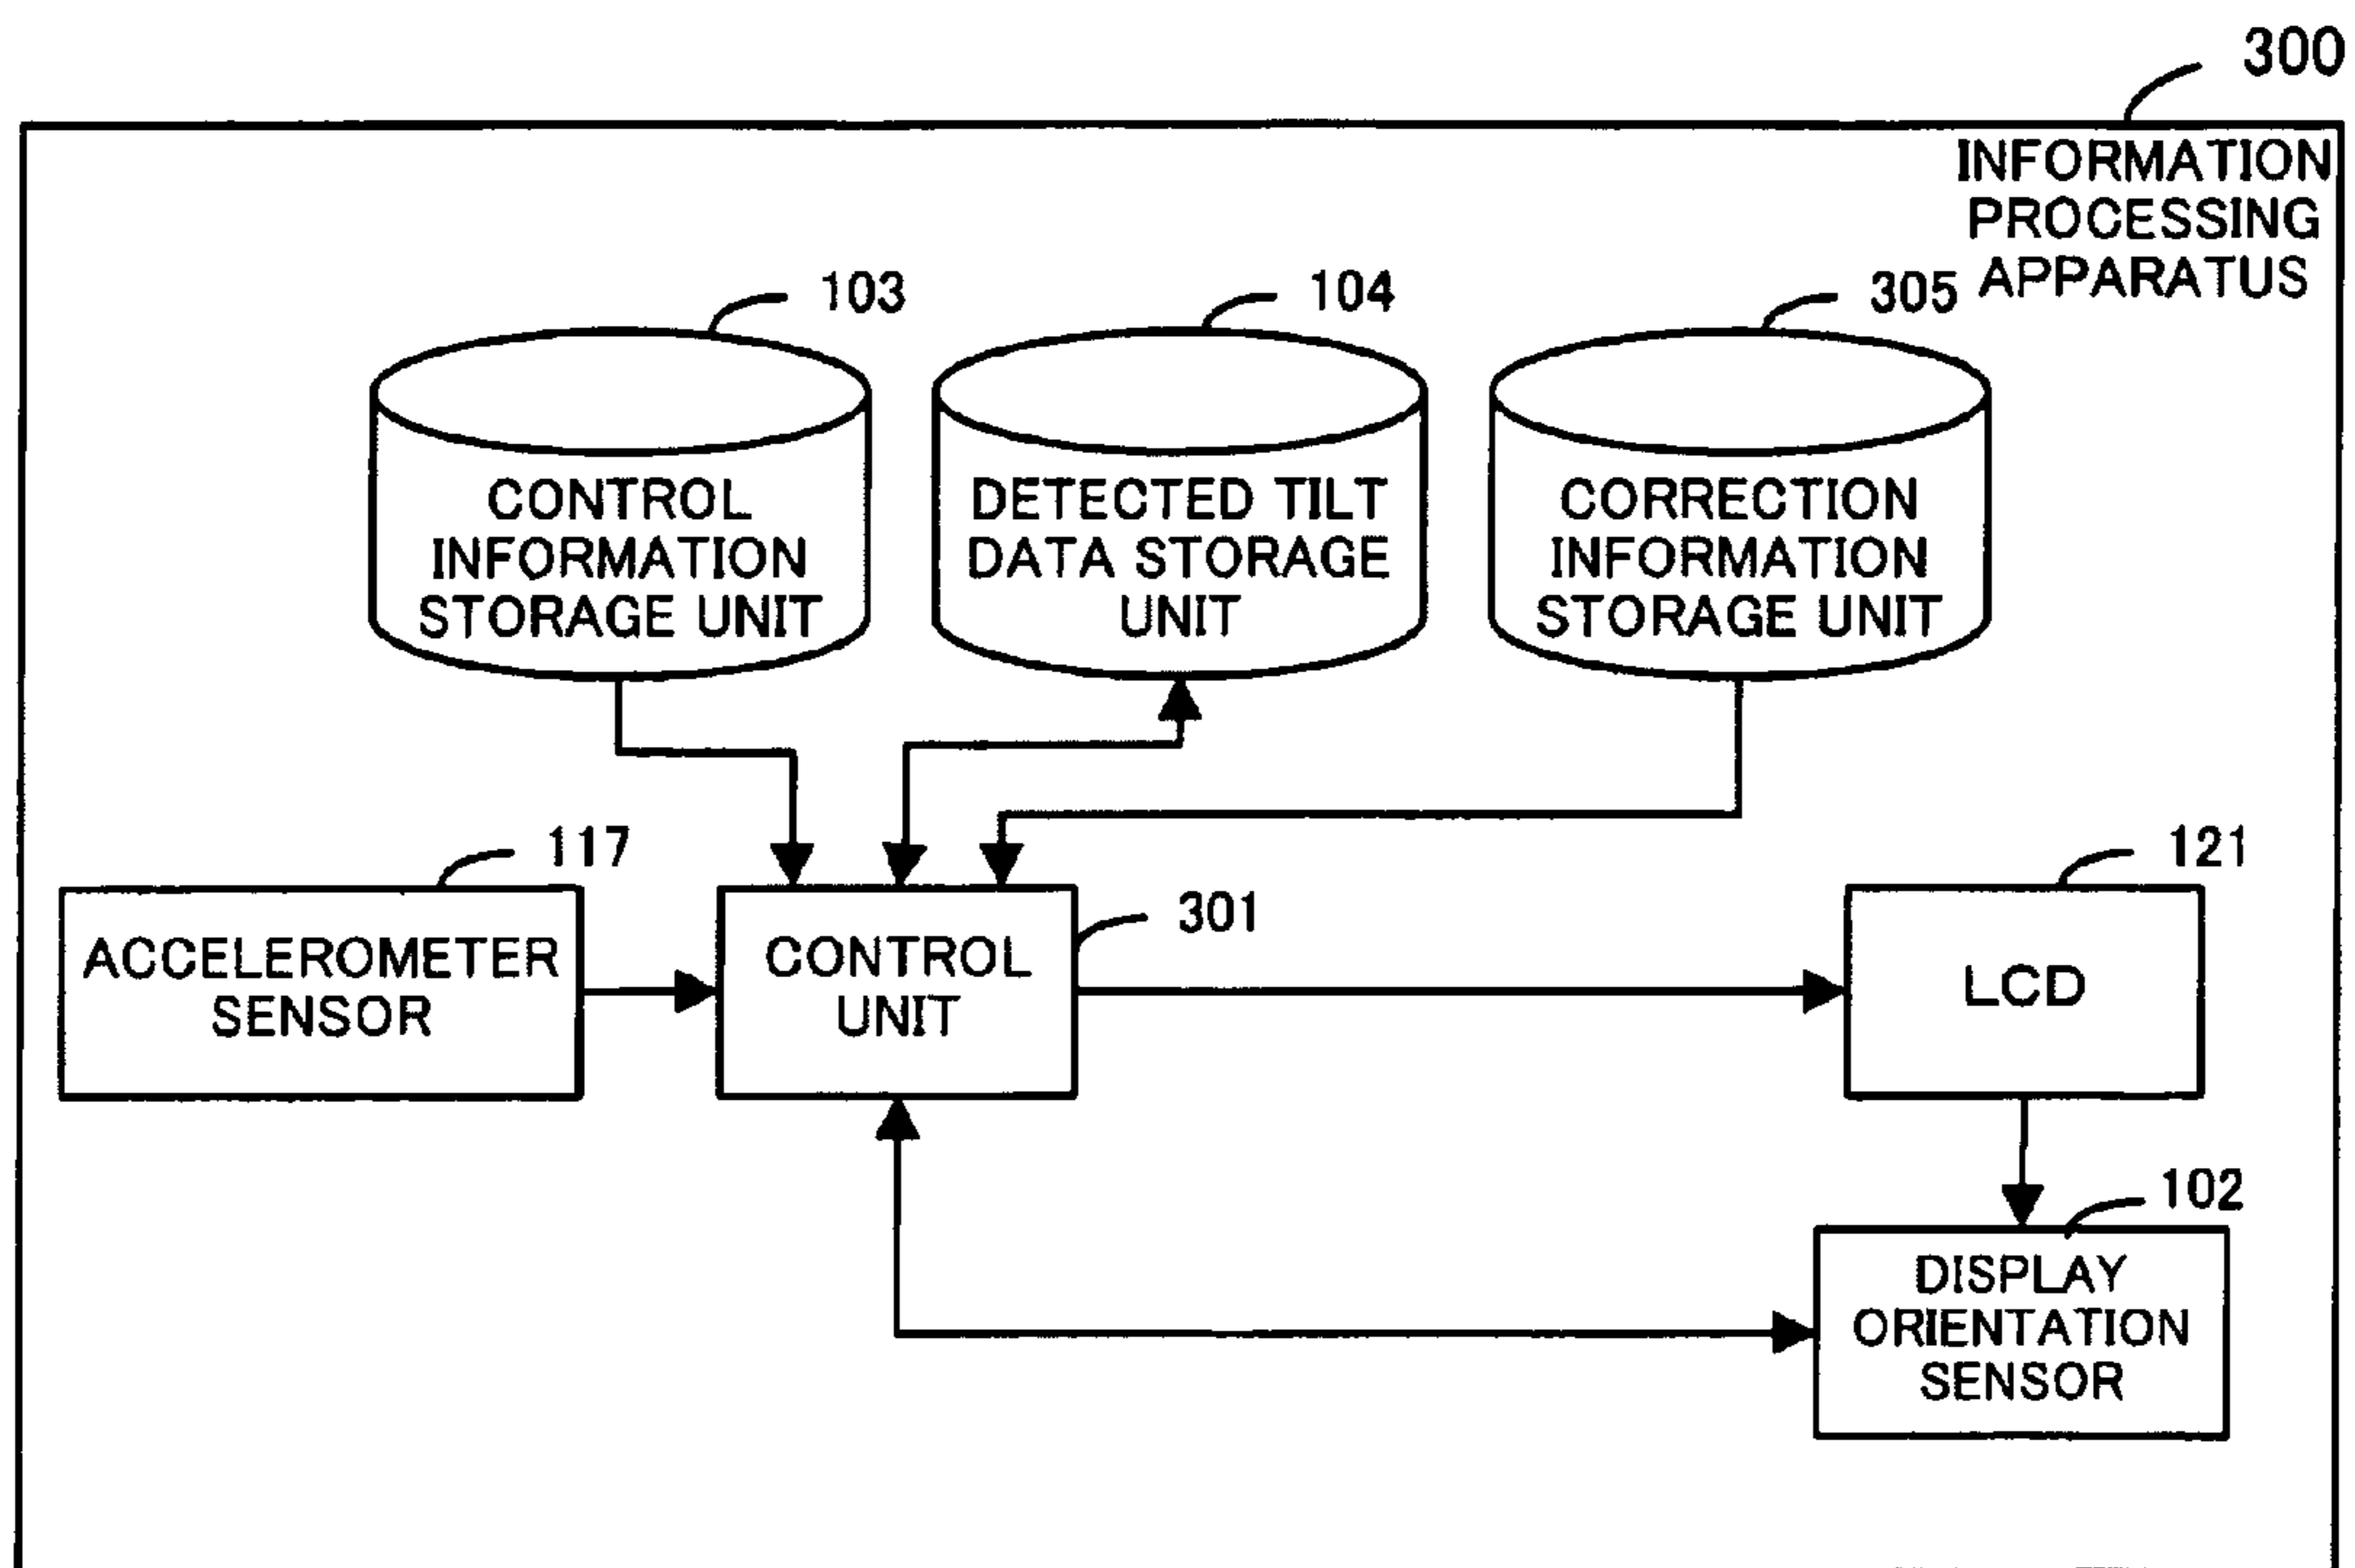 300
INFORMATION
PROCESSING
APPARATUS
103
104
305
CONTROL
INFORMATION
STORAGE UNIT
DETECTED TILT
DATA STORAGE
UNIT
CORRECTION
INFORMATION
STORAGE UNIT
117
ACCELEROMETER
SENSOR
301
CONTROL
UNIT
121
LCD
102
DISPLAY
ORIENTATION
SENSOR